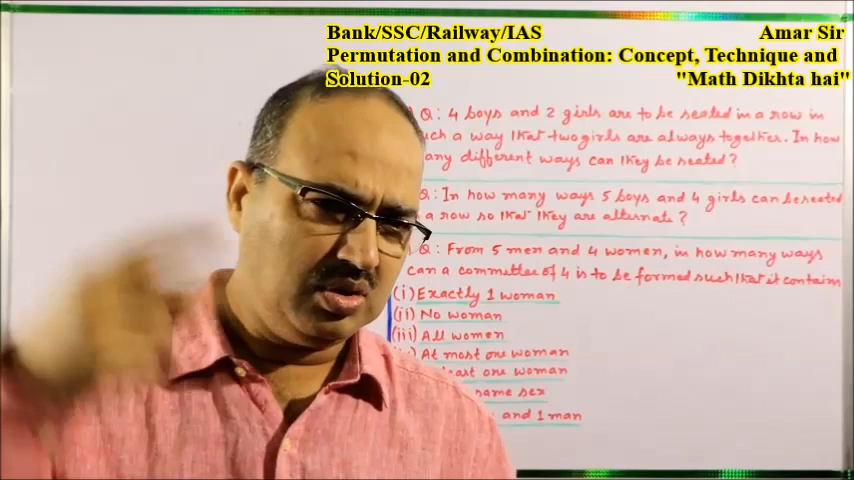 Bank/SSC/Railway/IAS Amar Sir
Permutation and Combination: Concept, Technique and
Solution-02 "Math Dikhta hai"
Q: 4 boys and 2 girls are to be seated in a row in
a way that two girls are always together. In how
different ways can they be seated?
Q: In how many ways 5 boys and 4 girls can be seated
a row so that they are alternate?
Q: From 5 men and 4 women, in how many ways
can a committee of 4 is to be formed such that it contains
(i) Exactly 1 woman
(ii) No woman
(iii) All women
At most one woman
one woman
same sex
and 1 man